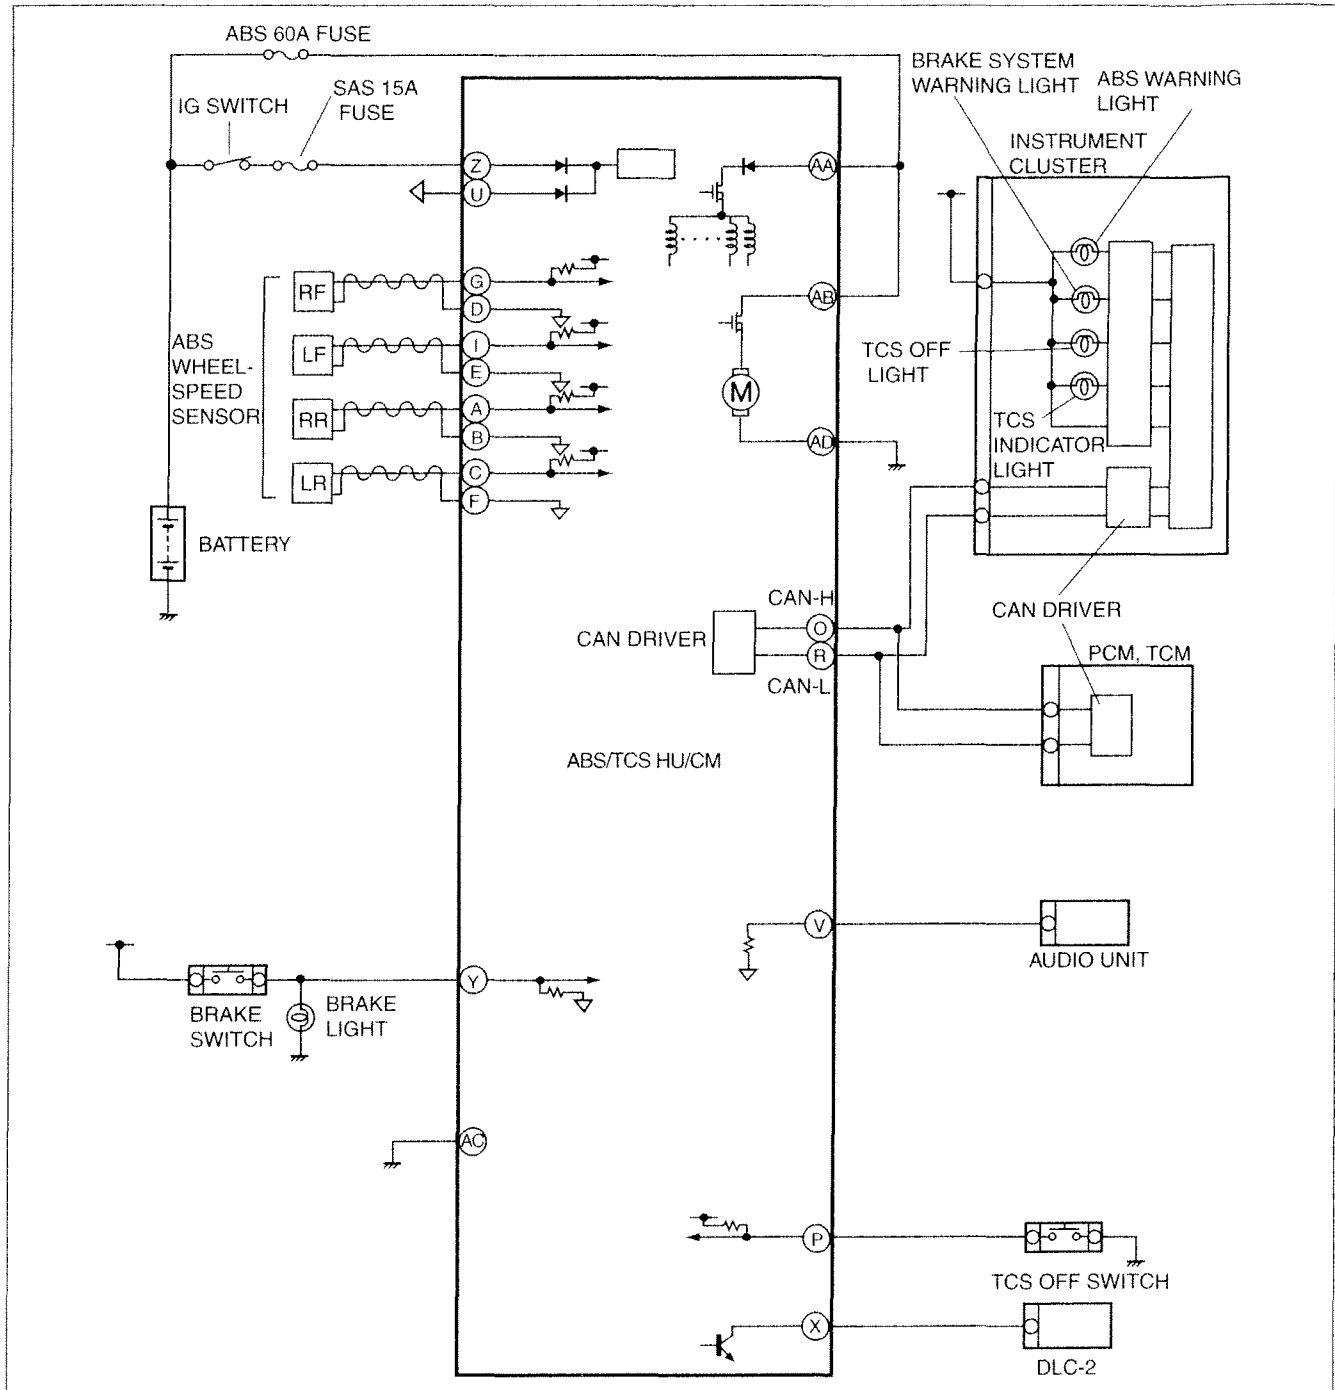 ABS 60A FUSE
SAS 15A
FUSE
IG SWITCH
BRAKE SYSTEM
WARNING LIGHT
ABS WARNING
LIGHT
INSTRUMENT
CLUSTER
Z
U
AA
G
D
I
E
A
B
C
F
RF
LF
RR
LR
ABS
WHEEL-
SPEED
SENSOR
AB
M
AD
TCS OFF
LIGHT
TCS
INDICATOR
LIGHT
BATTERY
CAN-H
CAN DRIVER
O
R
CAN-L
CAN DRIVER
PCM, TCM
ABS/TCS HU/CM
V
AUDIO UNIT
Y
BRAKE
SWITCH
BRAKE
LIGHT
AC
P
TCS OFF SWITCH
X
DLC-2